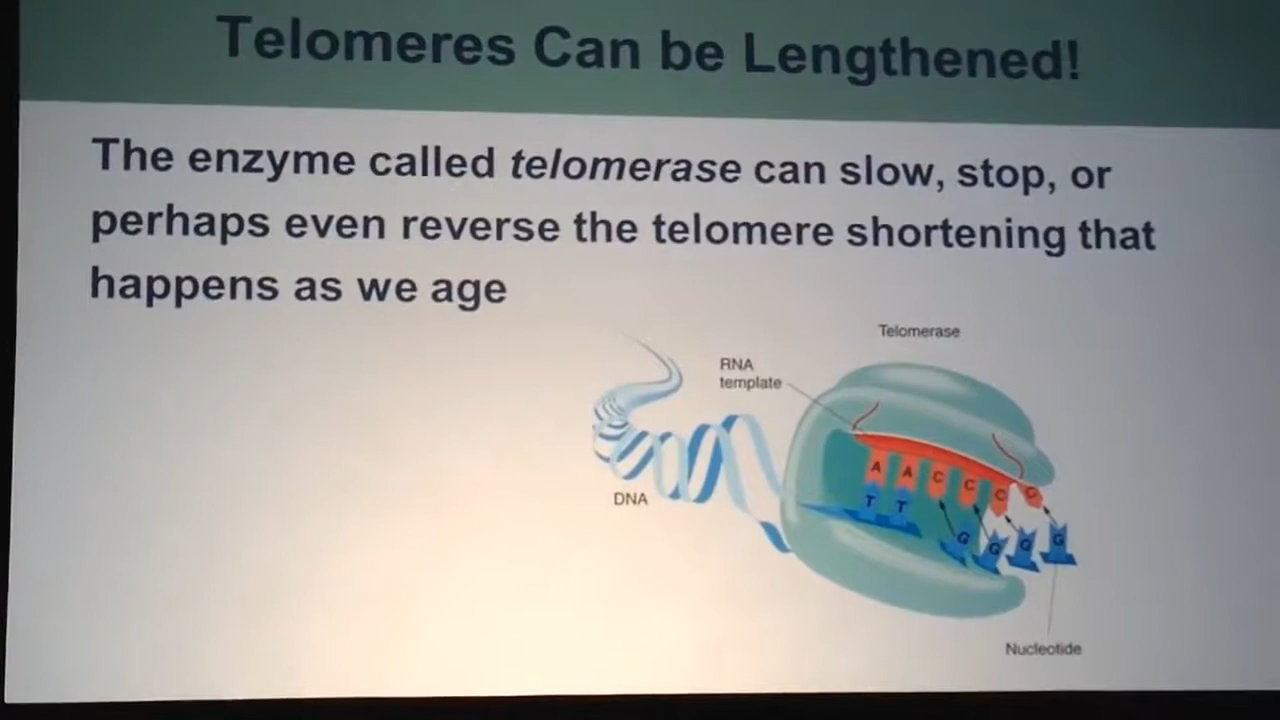 Telomeres Can be Lengthened!
The enzyme called telomerase can slow, stop, or
perhaps even reverse the telomere shortening that
happens as we age
Telomerase
RNA
template
A A C C C C
DNA
T T
G G G G
Nucleotide